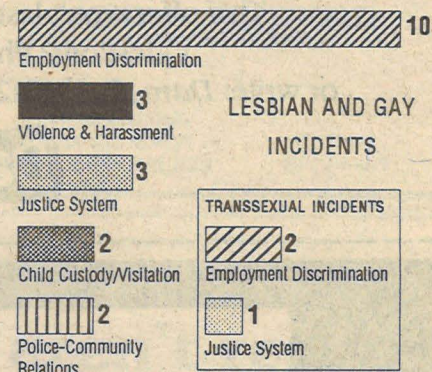 10
Employment Discrimination
3
Violence & Harassment
LESBIAN AND GAY
INCIDENTS
3
Justice System
2
Child Custody/Visitation
2
Police-Community
Relations
TRANSSEXUAL INCIDENTS
2
Employment Discrimination
1
Justice System